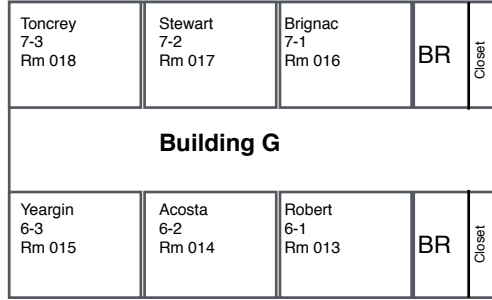 Toncrey
7-3
Rm 018
Stewart
7-2
Rm 017
Brignac
7-1
Rm 016
BR
Closet
Building G
Yeargin
6-3
Rm 015
Acosta
6-2
Rm 014
Robert
6-1
Rm 013
BR
Closet